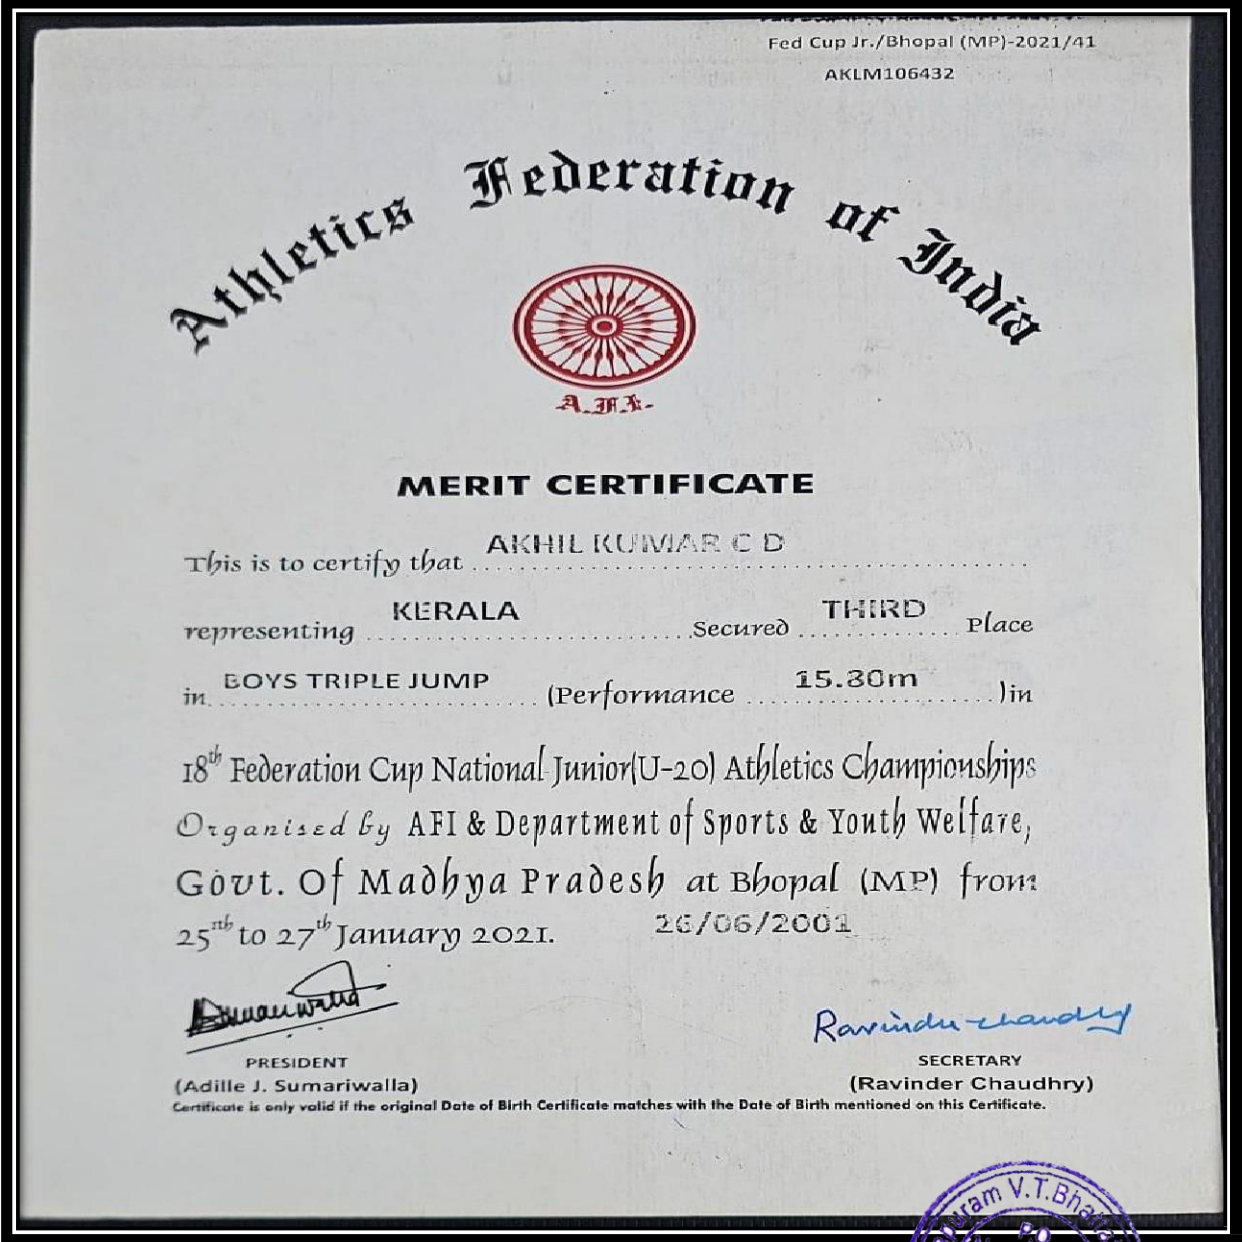 Fed Cup Jr./Bhopal (MP)-2021/41
AKLM106432
Athletics Federation of India
A.F.I.
MERIT CERTIFICATE
This is to certify that AKHIL KUMAR C D
representing KERALA Secured THIRD Place
in BOYS TRIPLE JUMP (Performance 15.30m )in
18th Federation Cup National Junior(U-20) Athletics Championships
Organised by AFI & Department of Sports & Youth Welfare,
Govt. Of Madhya Pradesh at Bhopal (MP) from
25th to 27th January 2021. 26/06/2001
Ravinder Chaudhry
PRESIDENT
(Adille J. Sumariwalla)
SECRETARY
(Ravinder Chaudhry)
Certificate is only valid if the original Date of Birth Certificate matches with the Date of Birth mentioned on this Certificate.
V.T.Bhatta